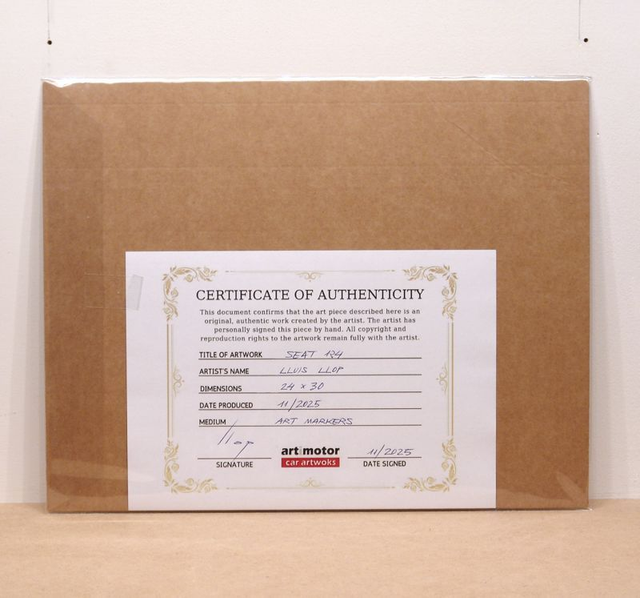 CERTIFICATE OF AUTHENTICITY
This document confirms that the art piece described here is an
original, authentic work created by the artist. The artist has
personally signed this piece by hand. All copyright and
reproduction rights to the artwork remain fully with the artist.
TITLE OF ARTWORK SEAT 124
ARTIST'S NAME LLUIS LLOP
DIMENSIONS 24 x 30
DATE PRODUCED 11/2025
MEDIUM ART MARKERS
Llop
SIGNATURE
art motor
car artwoks
11/2025
DATE SIGNED